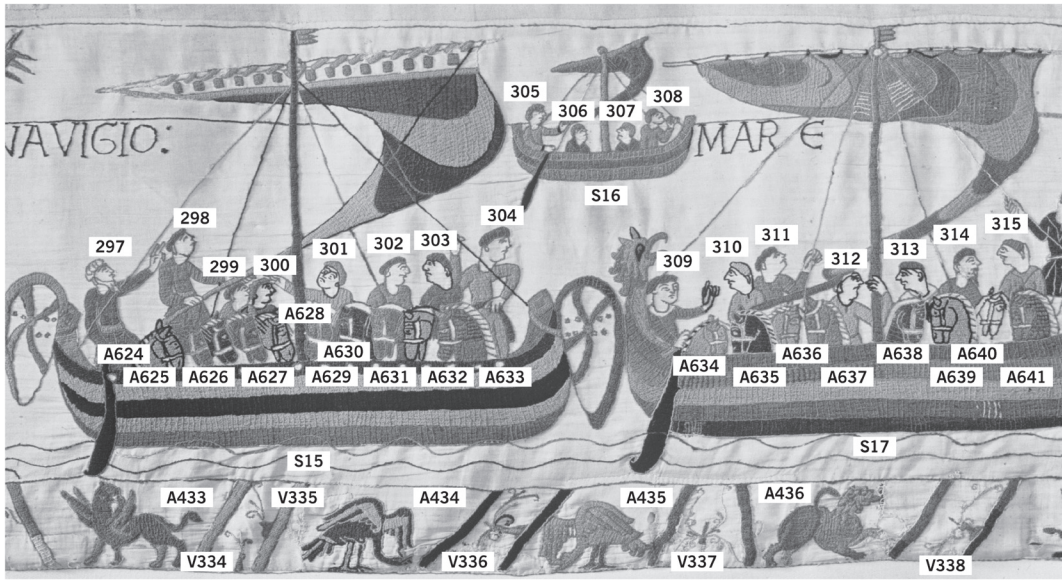 305
306 307 308
NAVIGIO: MARE
S16
297 298 299 300 301 302 303 304
309 310 311 312 313 314 315
A628
A624 A630
A625 A626 A627 A629 A631 A632 A633
A634 A636 A638 A640
A635 A637 A639 A641
S15 S17
A433 V335 A434 A435 A436
V334 V336 V337 V338